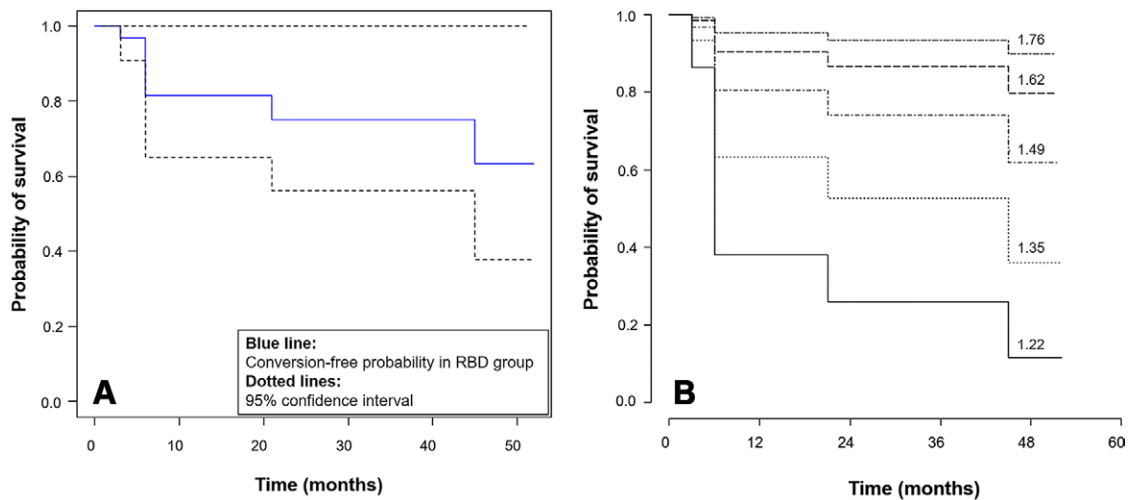 Probability of survival
1.0
0.8
0.6
0.4
0.2
0.0
Blue line:
Conversion-free probability in RBD group
Dotted lines:
95% confidence interval
A
0 10 20 30 40 50
Time (months)
Probability of survival
1.0
0.8
0.6
0.4
0.2
0.0
1.76
1.62
1.49
1.35
1.22
B
0 12 24 36 48 60
Time (months)